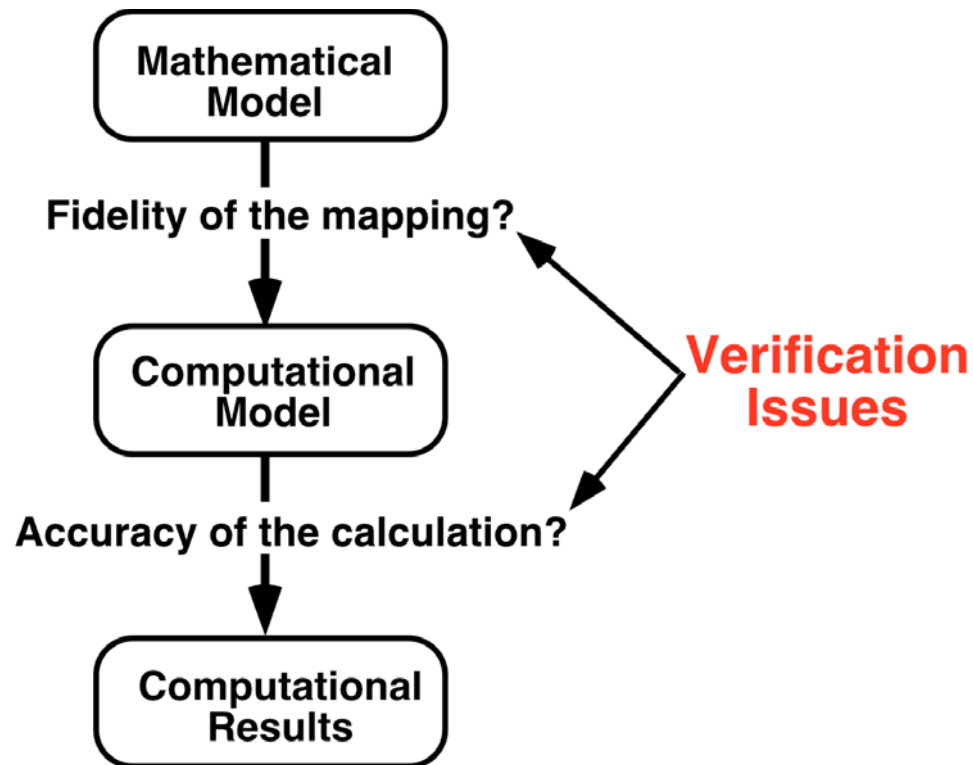 Mathematical
Model
Fidelity of the mapping?
Computational
Model
Verification
Issues
Accuracy of the calculation?
Computational
Results